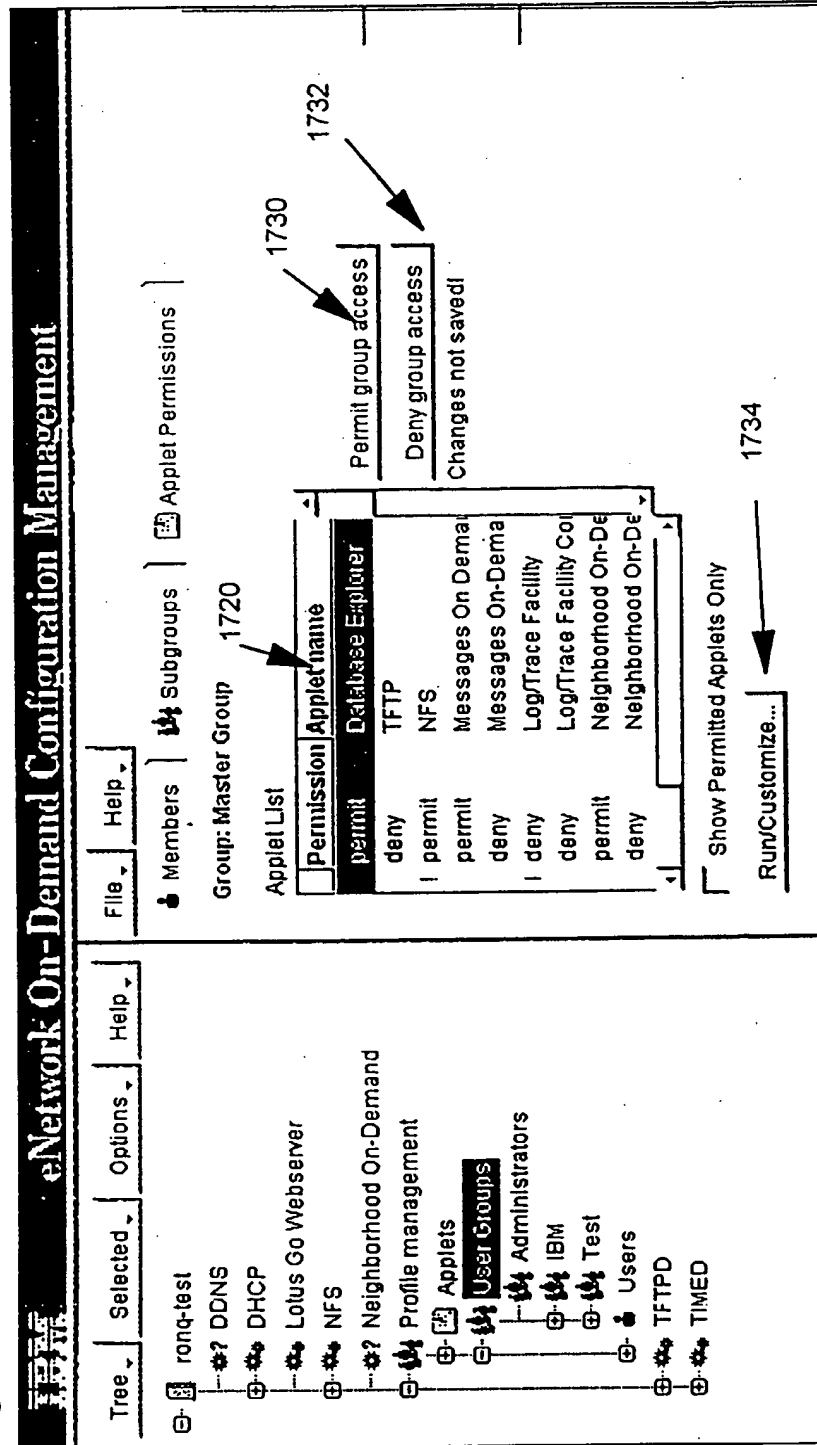 IBM
eNetwork On-Demand Configuration Management
Tree Selected Options Help
ronq-test
? DDNS
DHCP
Lotus Go Webserver
NFS
? Neighborhood On-Demand
Profile management
Applets
User Groups
Administrators
IBM
Test
Users
TFTPD
TIMED
File Help
Members Subgroups Applet Permissions
Group: Master Group
1720
Applet List
Permission Applet name
permit Database Explorer
deny TFTP
! permit NFS
permit Messages On Deman
deny Messages On-Dema
! deny Log/Trace Facility
deny Log/Trace Facility Con
permit Neighborhood On-De
deny Neighborhood On-De
1730
1732
Permit group access
Deny group access
Changes not saved!
Show Permitted Applets Only
Run/Customize...
1734